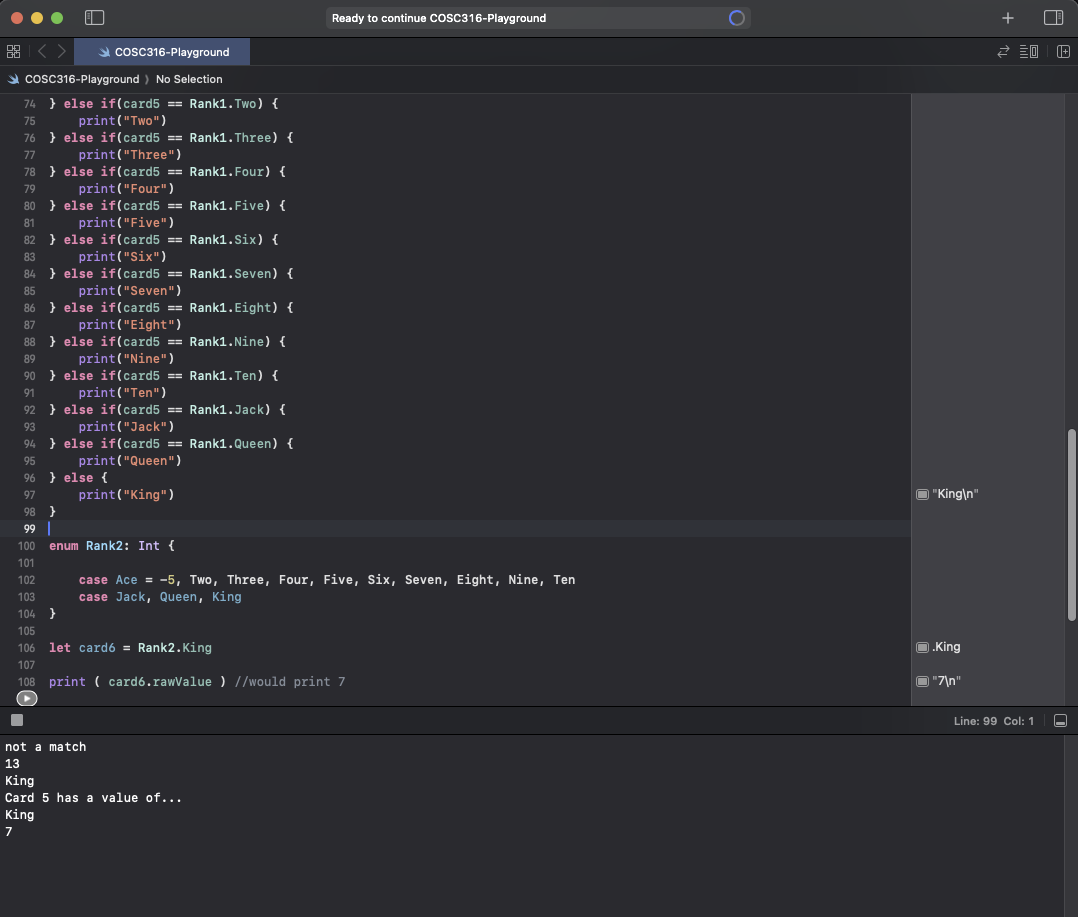 Ready to continue COSC316-Playground
COSC316-Playground
COSC316-Playground ⟩ No Selection
74 } else if(card5 == Rank1.Two) {
75     print("Two")
76 } else if(card5 == Rank1.Three) {
77     print("Three")
78 } else if(card5 == Rank1.Four) {
79     print("Four")
80 } else if(card5 == Rank1.Five) {
81     print("Five")
82 } else if(card5 == Rank1.Six) {
83     print("Six")
84 } else if(card5 == Rank1.Seven) {
85     print("Seven")
86 } else if(card5 == Rank1.Eight) {
87     print("Eight")
88 } else if(card5 == Rank1.Nine) {
89     print("Nine")
90 } else if(card5 == Rank1.Ten) {
91     print("Ten")
92 } else if(card5 == Rank1.Jack) {
93     print("Jack")
94 } else if(card5 == Rank1.Queen) {
95     print("Queen")
96 } else {
97     print("King") "King\n"
98 }
99
100 enum Rank2: Int {
101
102     case Ace = -5, Two, Three, Four, Five, Six, Seven, Eight, Nine, Ten
103     case Jack, Queen, King
104 }
105
106 let card6 = Rank2.King .King
107
108 print ( card6.rawValue ) //would print 7 "7\n"
Line: 99 Col: 1
not a match
13
King
Card 5 has a value of...
King
7